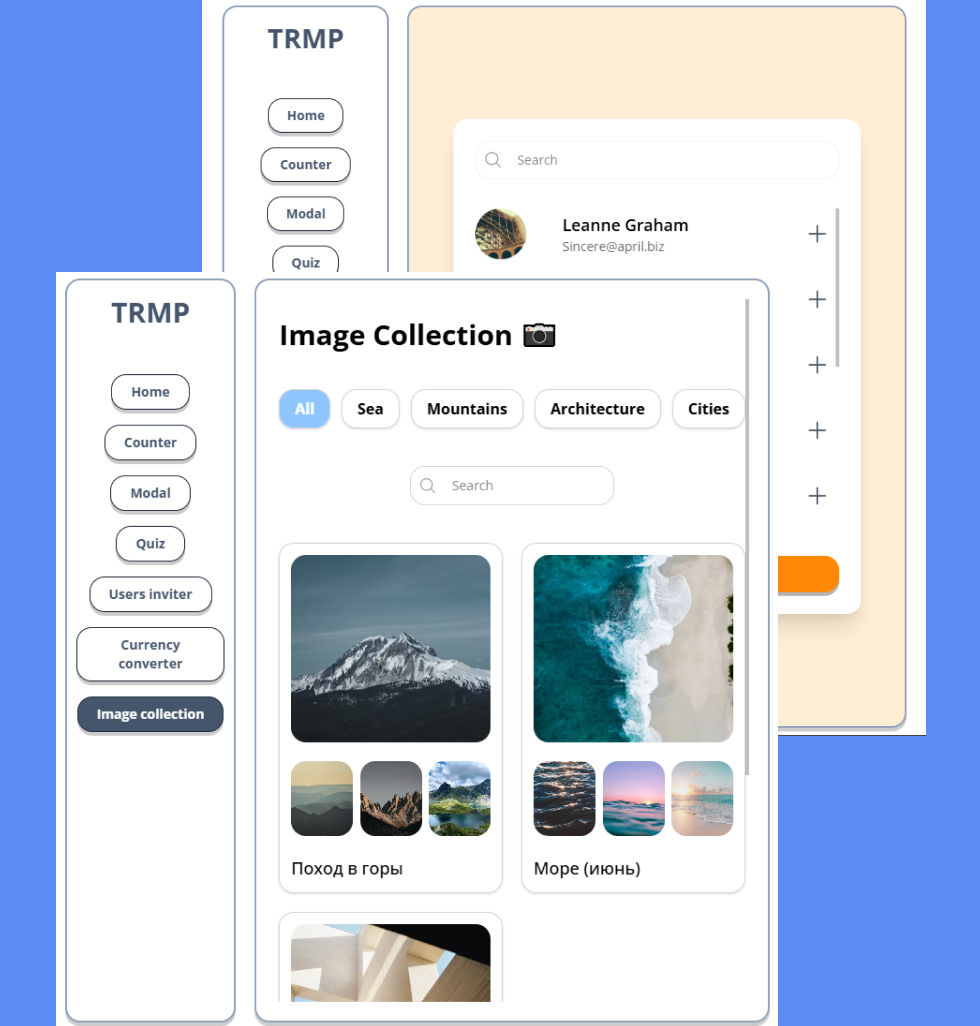 TRMP
Home
Counter
Modal
Quiz
Search
Leanne Graham
Sincere@april.biz
TRMP
Home
Counter
Modal
Quiz
Users inviter
Currency
converter
Image collection
Image Collection
All Sea Mountains Architecture Cities
Search
Поход в горы
Море (июнь)